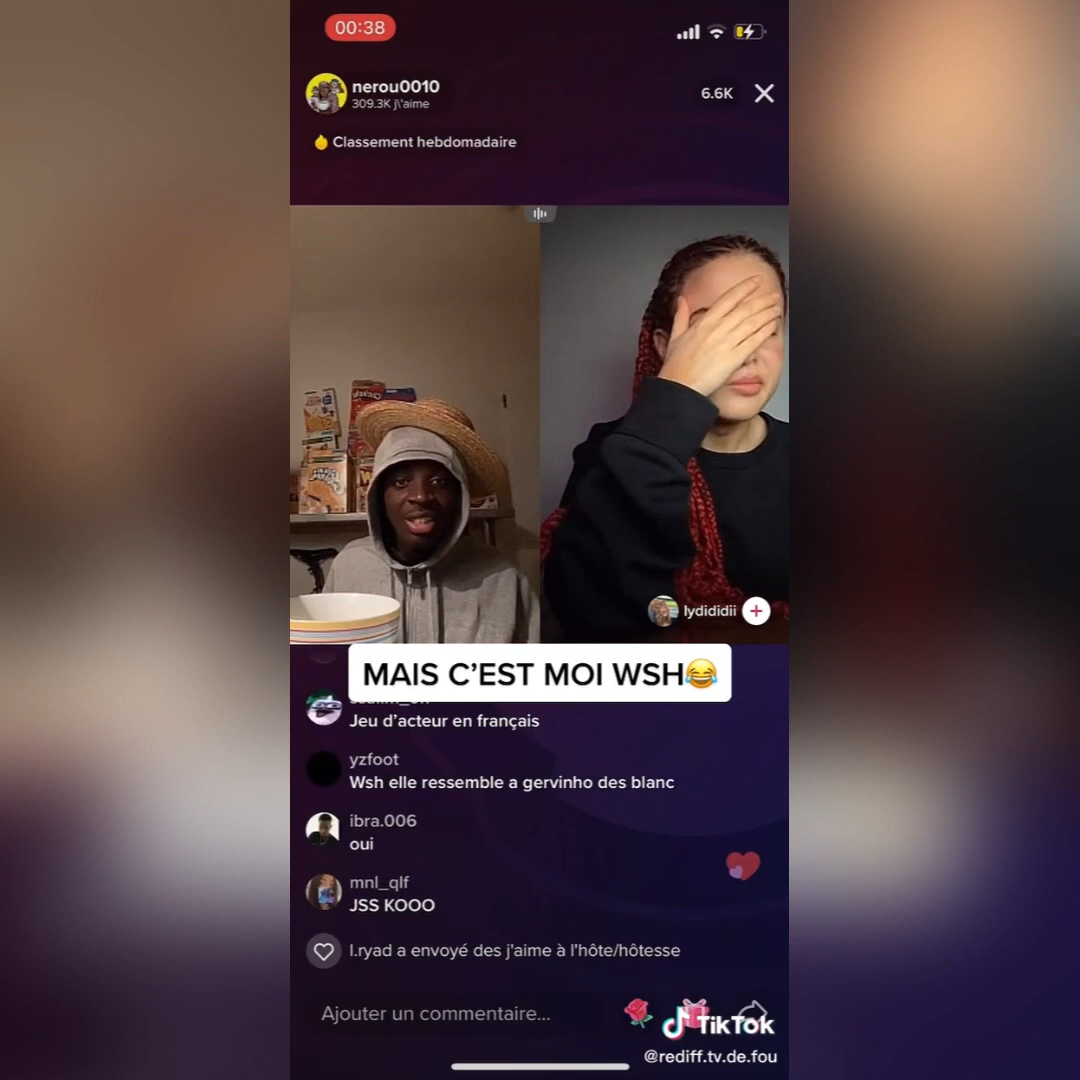 00:38
nerou0010
309.3K j\'aime
6.6K
Classement hebdomadaire
lydididii
MAIS C'EST MOI WSH😂
Jeu d'acteur en français
yzfoot
Wsh elle ressemble a gervinho des blanc
ibra.006
oui
mnl_qlf
JSS KOOO
l.ryad a envoyé des j'aime à l'hôte/hôtesse
Ajouter un commentaire...
TikTok
@rediff.tv.de.fou